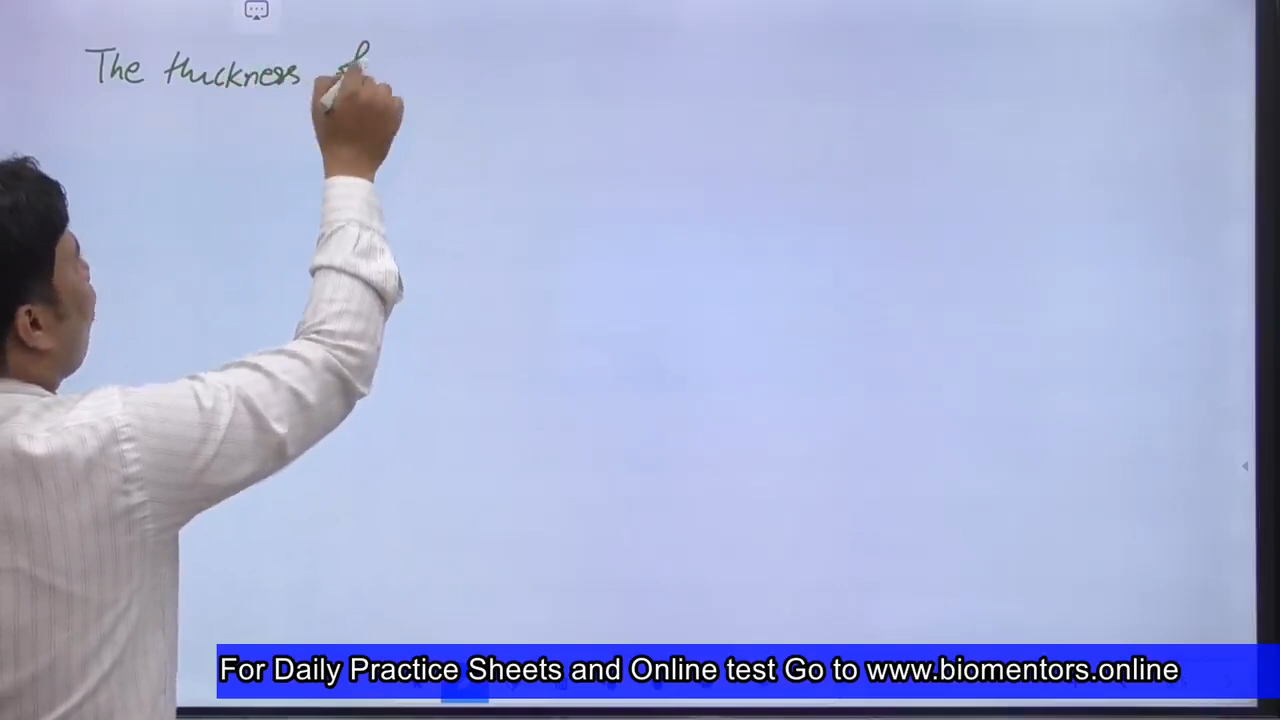 The thickness of
For Daily Practice Sheets and Online test Go to www.biomentors.online